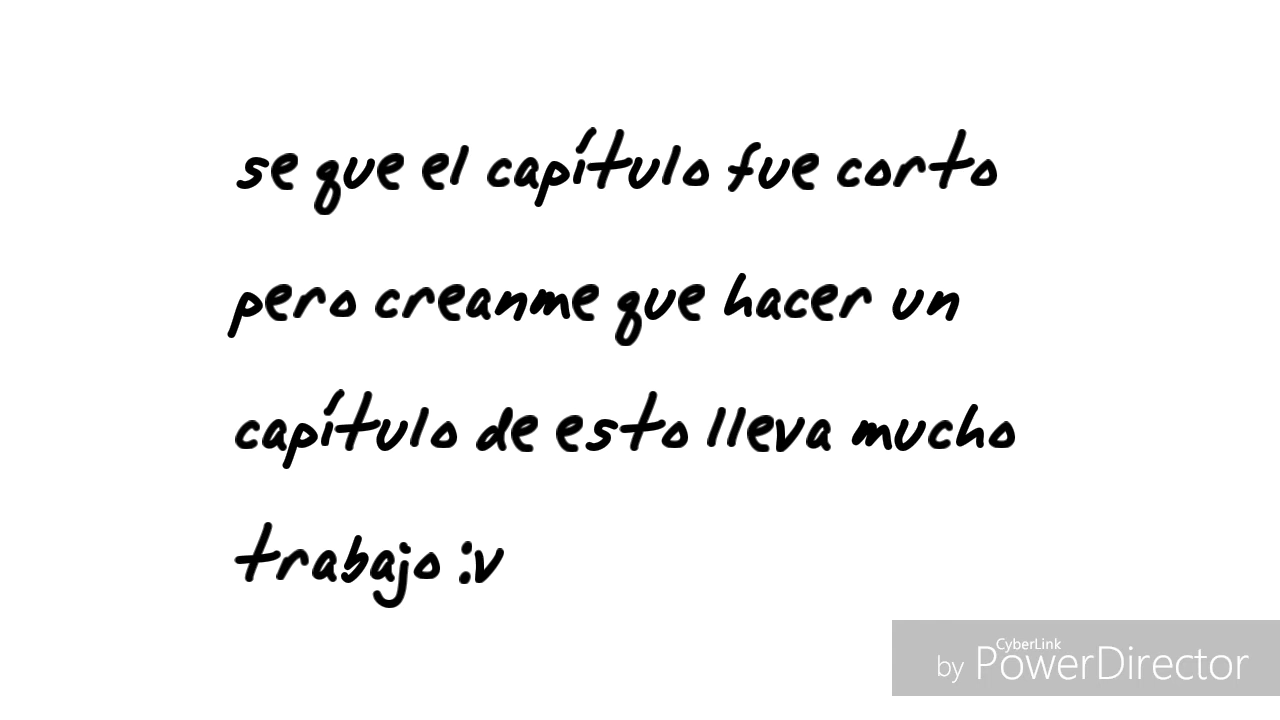 se que el capítulo fue corto
pero creanme que hacer un
capítulo de esto lleva mucho
trabajo :v
CyberLink
by PowerDirector